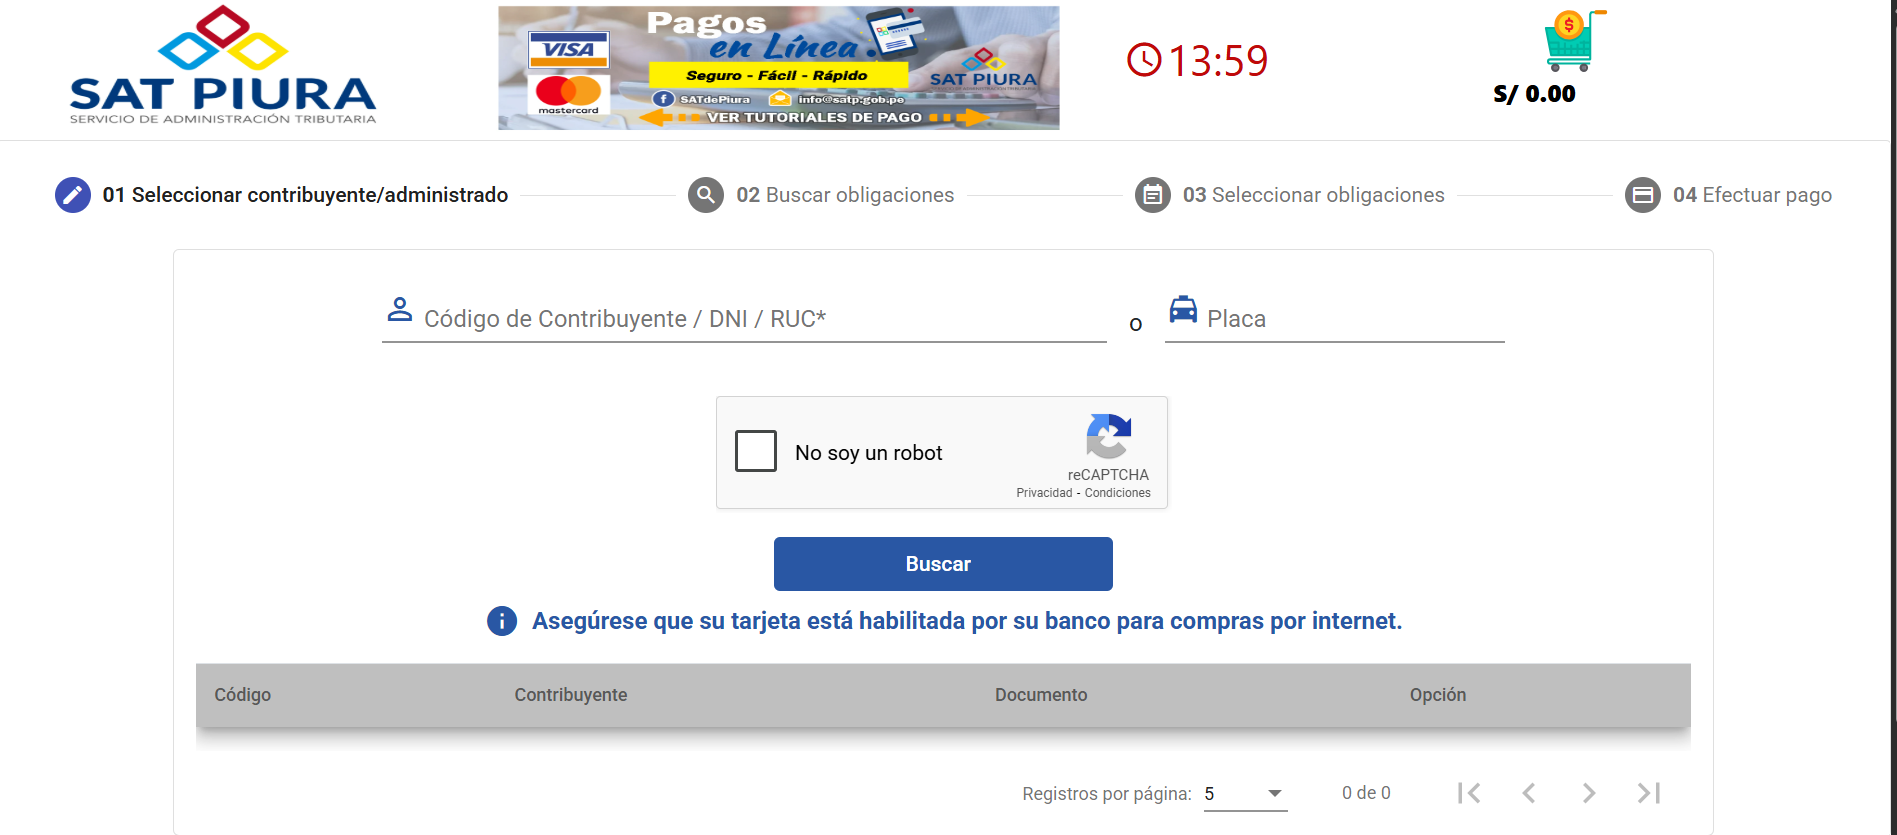 SAT PIURA
SERVICIO DE ADMINISTRACIÓN TRIBUTARIA
VISA
mastercard
Pagos
en Línea.
Seguro - Fácil - Rápido
SATdePiura info@satp.gob.pe
VER TUTORIALES DE PAGO
SAT PIURA
13:59
S/ 0.00
01 Seleccionar contribuyente/administrado
02 Buscar obligaciones
03 Seleccionar obligaciones
04 Efectuar pago
Código de Contribuyente / DNI / RUC*
o
Placa
No soy un robot
reCAPTCHA
Privacidad - Condiciones
Buscar
Asegúrese que su tarjeta está habilitada por su banco para compras por internet.
Código Contribuyente Documento Opción
Registros por página: 5 0 de 0